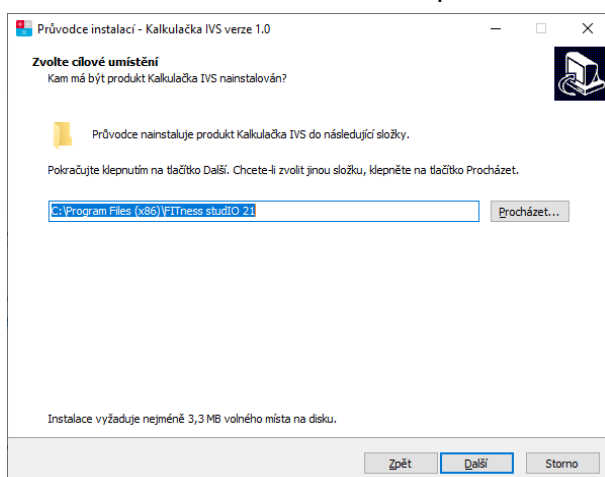 Průvodce instalací - Kalkulačka IVS verze 1.0
Zvolte cílové umístění
Kam má být produkt Kalkulačka IVS nainstalován?
Průvodce nainstaluje produkt Kalkulačka IVS do následující složky.
Pokračujte klepnutím na tlačítko Další. Chcete-li zvolit jinou složku, klepněte na tlačítko Procházet.
C:\Program Files (x86)\FITness studIO 21
Procházet...
Instalace vyžaduje nejméně 3,3 MB volného místa na disku.
Zpět
Další
Storno